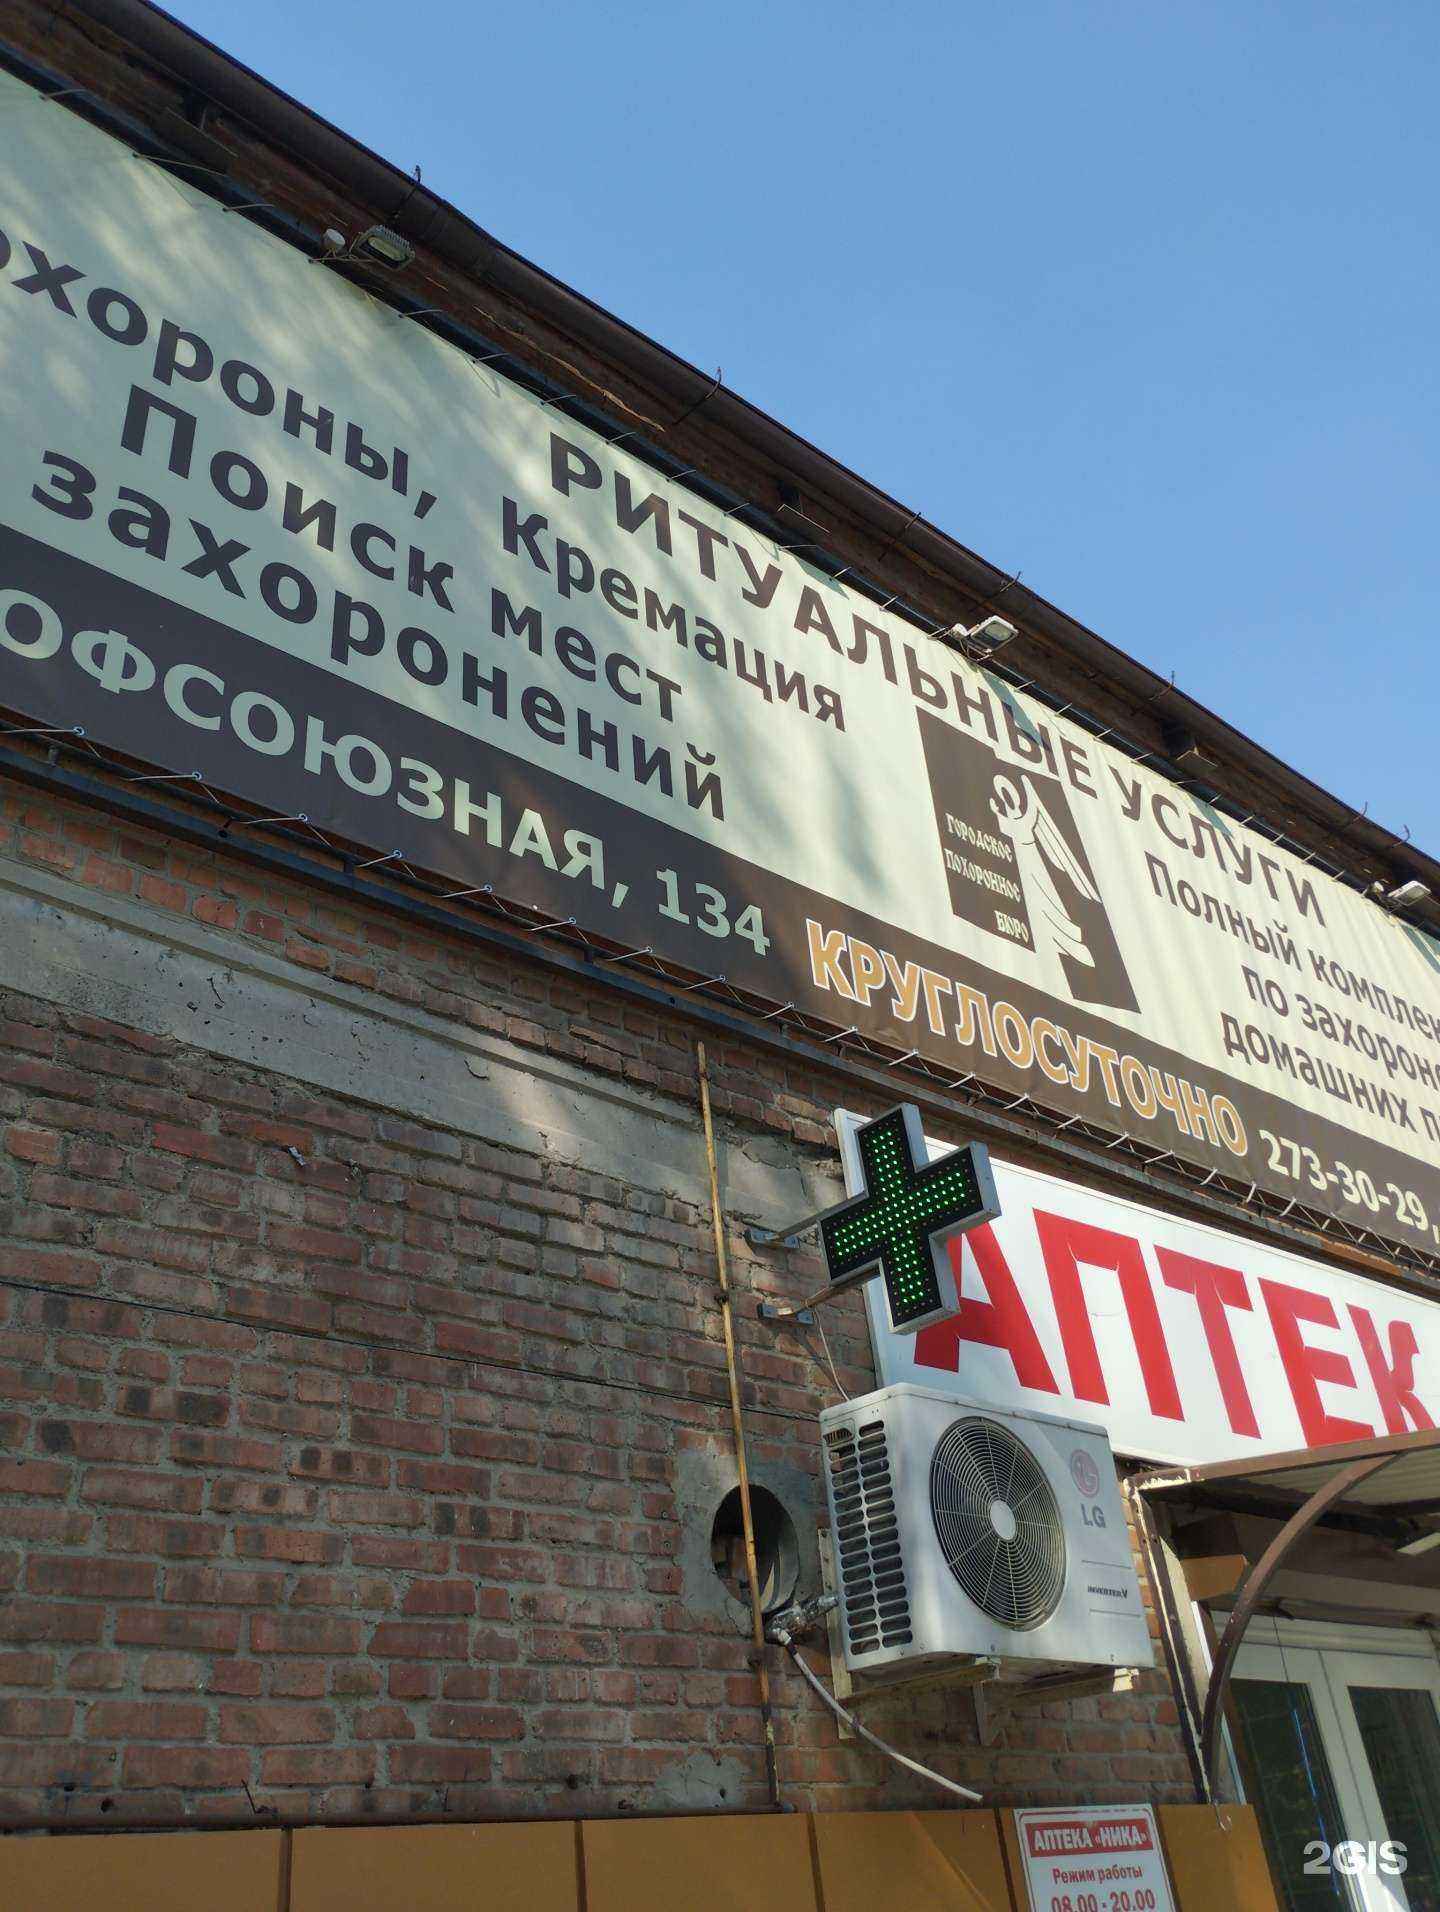 РИТУАЛЬНЫЕ УСЛУГИ
охороны, кремация
Поиск мест
захоронений
ОФСОЮЗНАЯ, 134
КРУГЛОСУТОЧНО 273-30-29,
ГОРОДСКОЕ
ПОХОРОННОЕ
БЮРО
Полный комплек
по захороне
домашних п
АПТЕК
LG
INVERTER V
АПТЕКА «НИКА»
Режим работы
08.00 - 20.00
2GIS